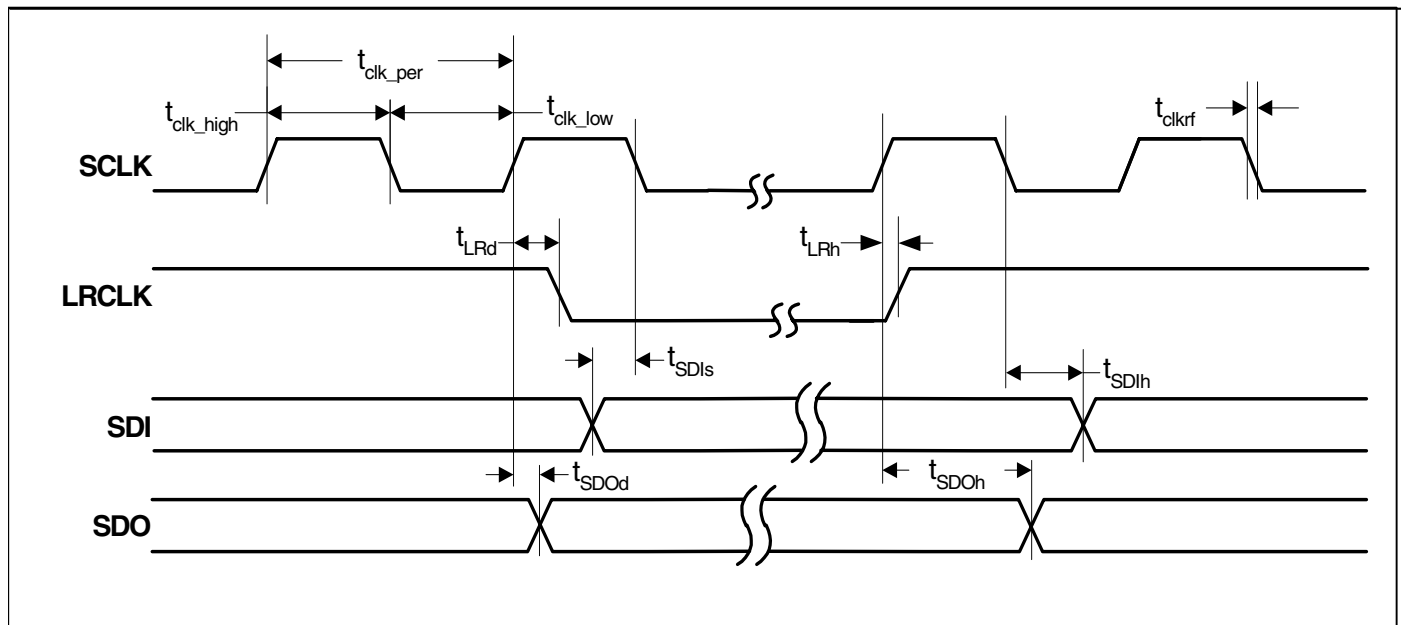 t_clk_per
t_clk_high
t_clk_low
t_clkrf
SCLK
t_LRd
t_LRh
LRCLK
t_SDIs
t_SDIh
SDI
t_SDOd
t_SDOh
SDO